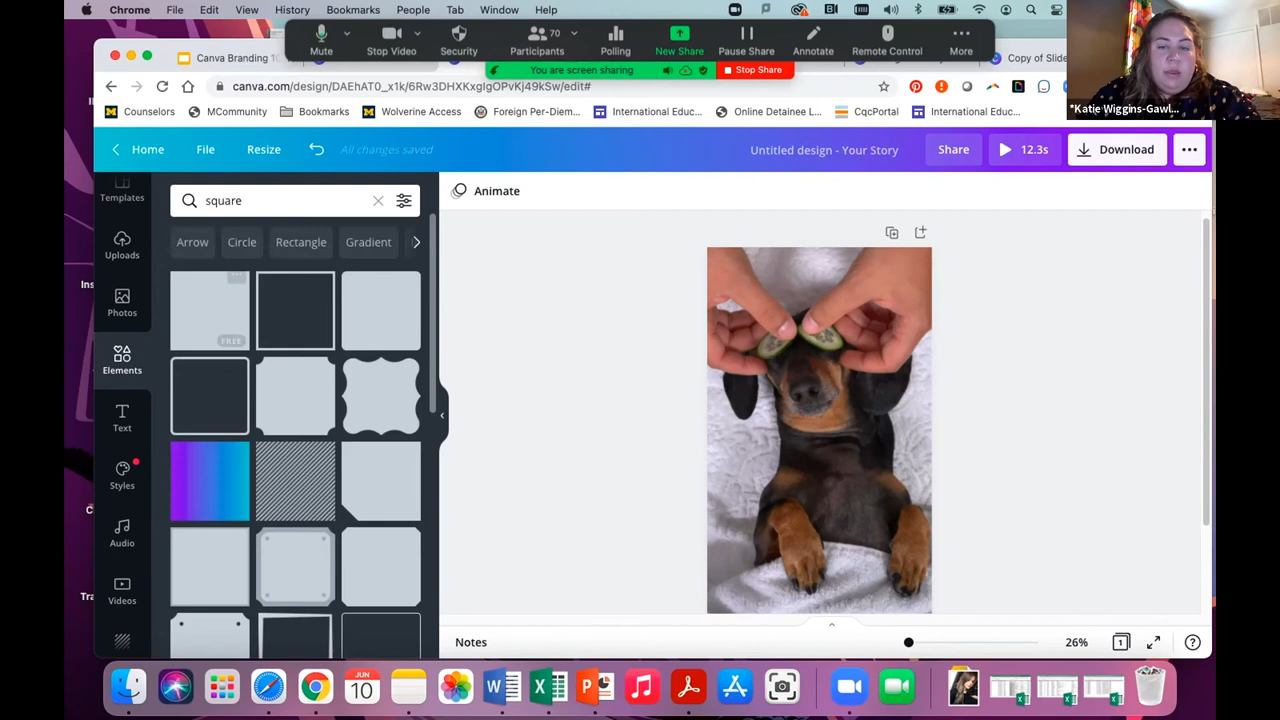 Chrome File Edit View History Bookmarks People Tab Window Help
Mute Stop Video Security Participants 70 Polling New Share Pause Share Annotate Remote Control More
You are screen sharing Stop Share
Canva Branding 10
Copy of Slide
canva.com/design/DAEhAT0_x1k/6Rw3DHXKxgIgOPvKj49kSw/edit#
Counselors MCommunity Bookmarks Wolverine Access Foreign Per-Diem... International Educ... Online Detainee L... CqcPortal International Educ...
*Katie Wiggins-Gawl...
Home File Resize All changes saved Untitled design - Your Story Share 12.3s Download
Templates
square
Animate
Uploads
Arrow Circle Rectangle Gradient
Photos
FREE
Elements
Text
Styles
Audio
Videos
Notes 26% 1
JUN
10